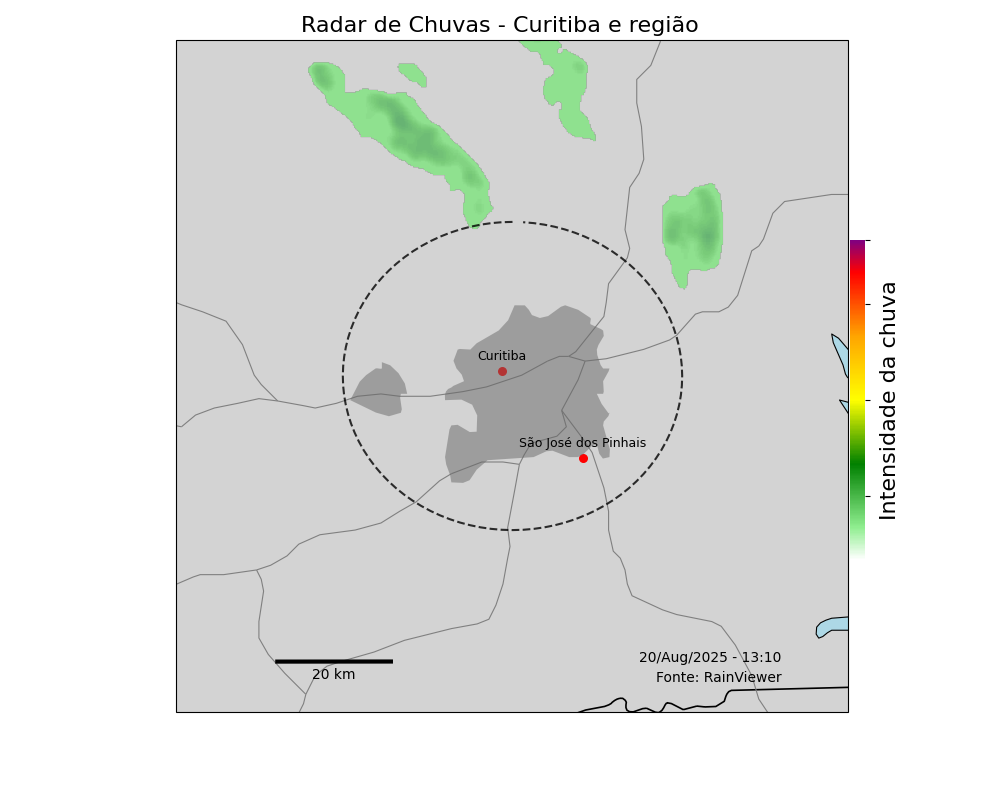 Radar de Chuvas - Curitiba e região
Curitiba
São José dos Pinhais
Intensidade da chuva
20 km
20/Aug/2025 - 13:10
Fonte: RainViewer